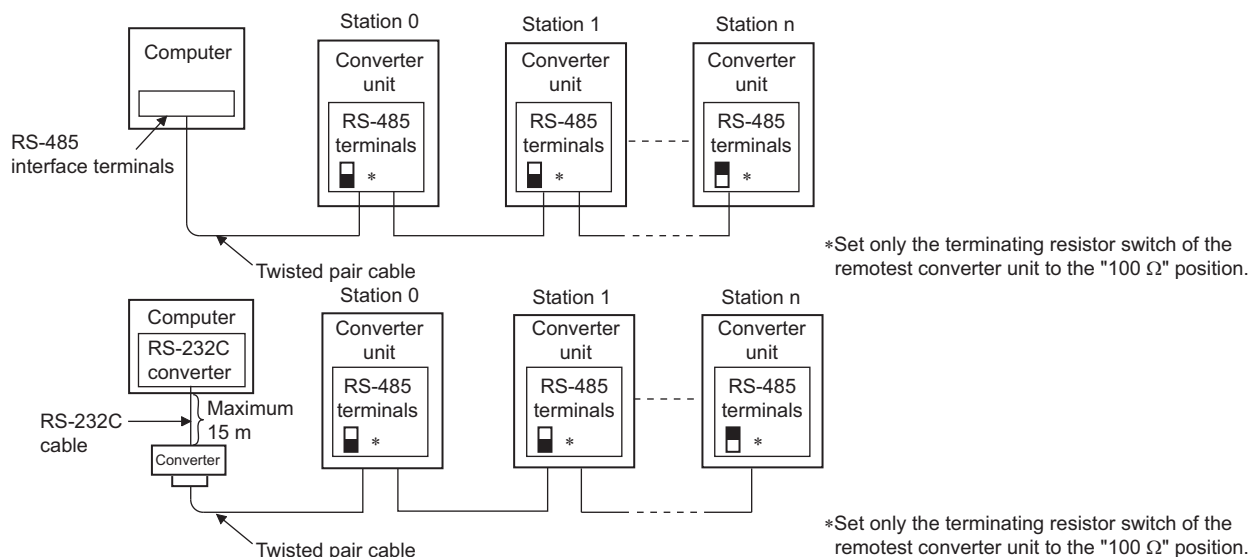 Station 0
Station 1
Station n
Computer
Converter
unit
Converter
unit
Converter
unit
RS-485
terminals
*
RS-485
terminals
*
RS-485
terminals
*
RS-485
interface terminals
Twisted pair cable
*Set only the terminating resistor switch of the
remotest converter unit to the "100 Ω" position.
Station 0
Station 1
Station n
Computer
RS-232C
converter
Converter
unit
Converter
unit
Converter
unit
RS-485
terminals
*
RS-485
terminals
*
RS-485
terminals
*
RS-232C
cable
Maximum
15 m
Converter
Twisted pair cable
*Set only the terminating resistor switch of the
remotest converter unit to the "100 Ω" position.